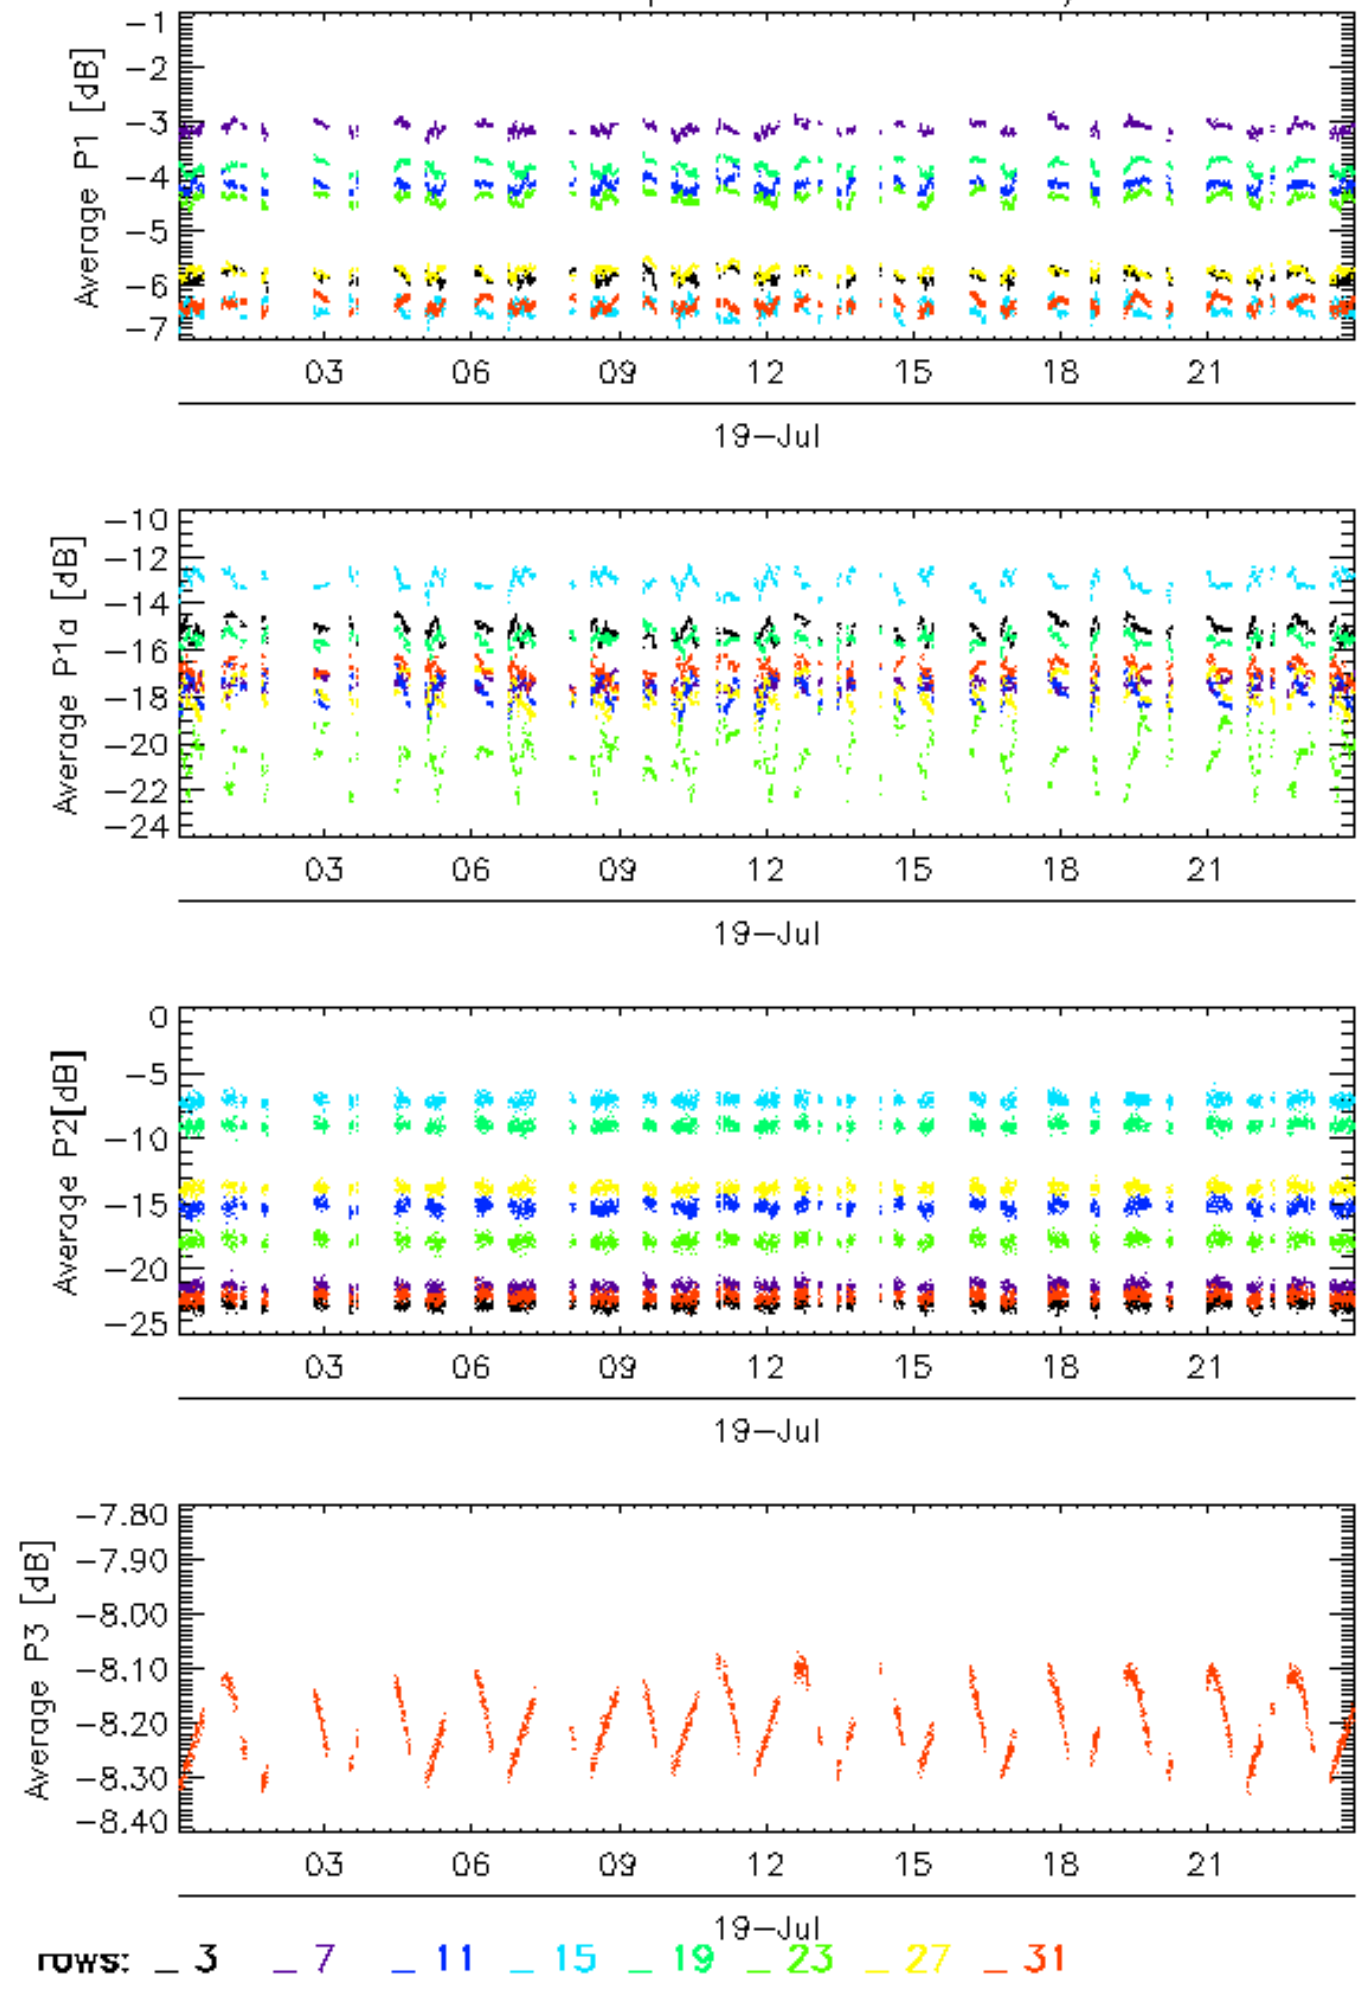 Average P1 [dB]
-1
-2
-3
-4
-5
-6
-7
03 06 09 12 15 18 21
19-Jul
Average P1a [dB]
-10
-12
-14
-16
-18
-20
-22
-24
03 06 09 12 15 18 21
19-Jul
Average P2[dB]
0
-5
-10
-15
-20
-25
03 06 09 12 15 18 21
19-Jul
Average P3 [dB]
-7.80
-7.90
-8.00
-8.10
-8.20
-8.30
-8.40
03 06 09 12 15 18 21
19-Jul
rows: _ 3 _ 7 _ 11 _ 15 _ 19 _ 23 _ 27 _ 31